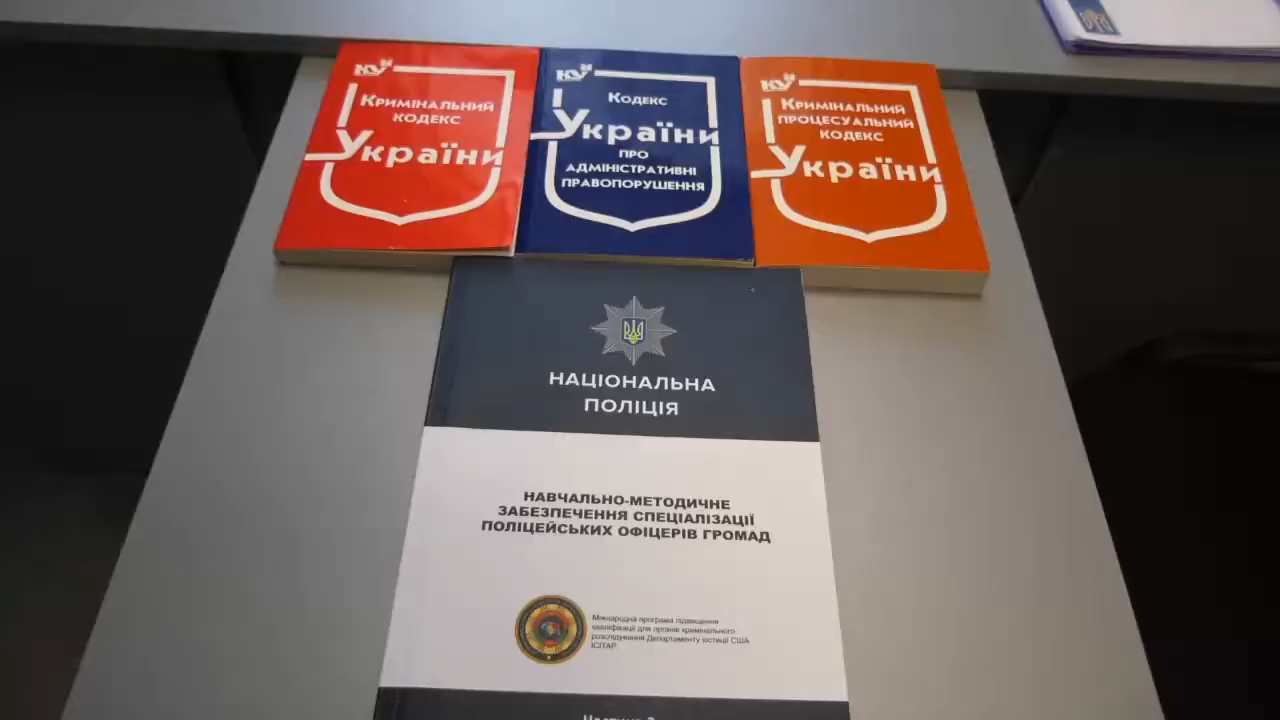 КУ
Кримінальний
кодекс
України
КУ
Кодекс
України
про
адміністративні
правопорушення
КУ
Кримінальний
процесуальний
кодекс
України
НАЦІОНАЛЬНА
ПОЛІЦІЯ
НАВЧАЛЬНО-МЕТОДИЧНЕ
ЗАБЕЗПЕЧЕННЯ СПЕЦІАЛІЗАЦІЇ
ПОЛІЦЕЙСЬКИХ ОФІЦЕРІВ ГРОМАД
Міжнародна програма підвищення
кваліфікації для органів кримінального
розслідування Департаменту юстиції США
ICITAP
Частина